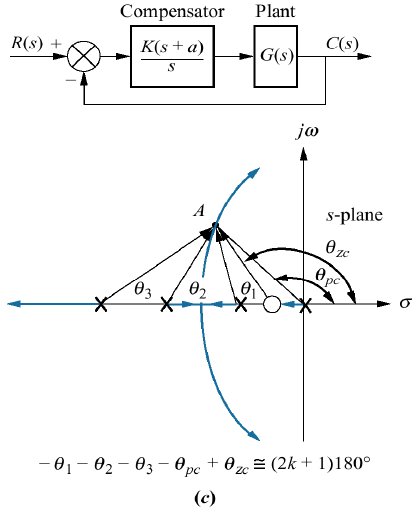 Compensator Plant
R(s) + K(s + a) / s G(s) C(s)
−
jω
A s-plane
θzc
θpc
θ3 θ2 θ1
σ
−θ1 − θ2 − θ3 − θpc + θzc ≅ (2k + 1)180°
(c)